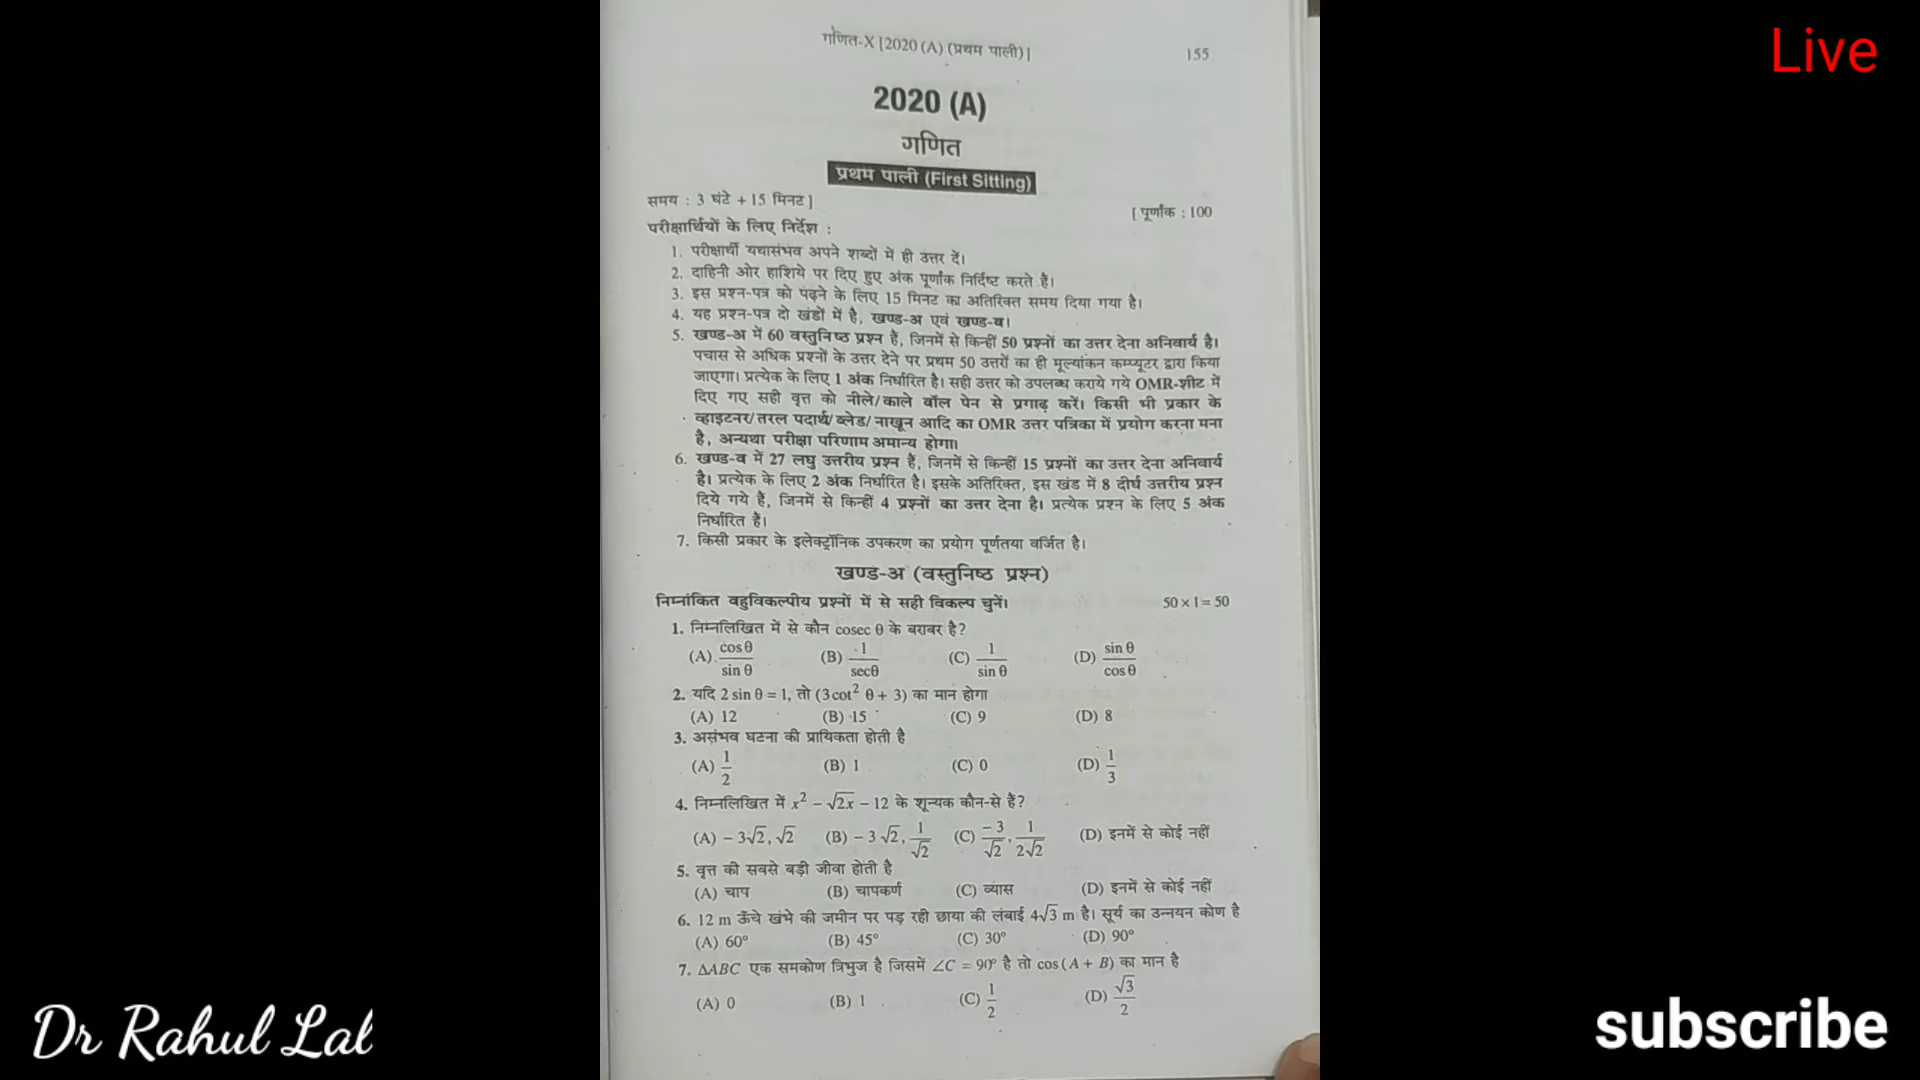 गणित-X [2020 (A) (प्रथम पाली)]
155
Live
2020 (A)
गणित
प्रथम पाली (First Sitting)
समय : 3 घंटे + 15 मिनट ]
[ पूर्णांक : 100
परीक्षार्थियों के लिए निर्देश :
1. परीक्षार्थी यथासंभव अपने शब्दों में ही उत्तर दें।
2. दाहिनी ओर हाशिये पर दिए हुए अंक पूर्णांक निर्दिष्ट करते हैं।
3. इस प्रश्न-पत्र को पढ़ने के लिए 15 मिनट का अतिरिक्त समय दिया गया है।
4. यह प्रश्न-पत्र दो खंडों में है, खण्ड-अ एवं खण्ड-ब।
5. खण्ड-अ में 60 वस्तुनिष्ठ प्रश्न हैं, जिनमें से किन्हीं 50 प्रश्नों का उत्तर देना अनिवार्य है।
पचास से अधिक प्रश्नों के उत्तर देने पर प्रथम 50 उत्तरों का ही मूल्यांकन कम्प्यूटर द्वारा किया
जाएगा। प्रत्येक के लिए 1 अंक निर्धारित है। सही उत्तर को उपलब्ध कराये गये OMR-शीट में
दिए गए सही वृत्त को नीले/काले बॉल पेन से प्रगाढ़ करें। किसी भी प्रकार के
व्हाइटनर/तरल पदार्थ/ब्लेड/नाखून आदि का OMR उत्तर पत्रिका में प्रयोग करना मना
है, अन्यथा परीक्षा परिणाम अमान्य होगा।
6. खण्ड-ब में 27 लघु उत्तरीय प्रश्न हैं, जिनमें से किन्हीं 15 प्रश्नों का उत्तर देना अनिवार्य
है। प्रत्येक के लिए 2 अंक निर्धारित है। इसके अतिरिक्त, इस खंड में 8 दीर्घ उत्तरीय प्रश्न
दिये गये हैं, जिनमें से किन्हीं 4 प्रश्नों का उत्तर देना है। प्रत्येक प्रश्न के लिए 5 अंक
निर्धारित हैं।
7. किसी प्रकार के इलेक्ट्रॉनिक उपकरण का प्रयोग पूर्णतया वर्जित है।
खण्ड-अ (वस्तुनिष्ठ प्रश्न)
निम्नांकित बहुविकल्पीय प्रश्नों में से सही विकल्प चुनें। 50 × 1 = 50
1. निम्नलिखित में से कौन cosec θ के बराबर है?
(A) cos θ/sin θ (B) 1/secθ (C) 1/sin θ (D) sin θ/cos θ
2. यदि 2 sin θ = 1, तो (3 cot² θ + 3) का मान होगा
(A) 12 (B) 15 (C) 9 (D) 8
3. असंभव घटना की प्रायिकता होती है
(A) 1/2 (B) 1 (C) 0 (D) 1/3
4. निम्नलिखित में x² – √2x – 12 के शून्यक कौन-से हैं?
(A) – 3√2, √2 (B) – 3√2, 1/√2 (C) –3/√2, 1/2√2 (D) इनमें से कोई नहीं
5. वृत्त की सबसे बड़ी जीवा होती है
(A) चाप (B) चापकर्ण (C) व्यास (D) इनमें से कोई नहीं
6. 12 m ऊँचे खंभे की जमीन पर पड़ रही छाया की लंबाई 4√3 m है। सूर्य का उन्नयन कोण है
(A) 60° (B) 45° (C) 30° (D) 90°
7. ΔABC एक समकोण त्रिभुज है जिसमें ∠C = 90° है तो cos (A + B) का मान है
(A) 0 (B) 1 (C) 1/2 (D) √3/2
Dr Rahul Lal
subscribe